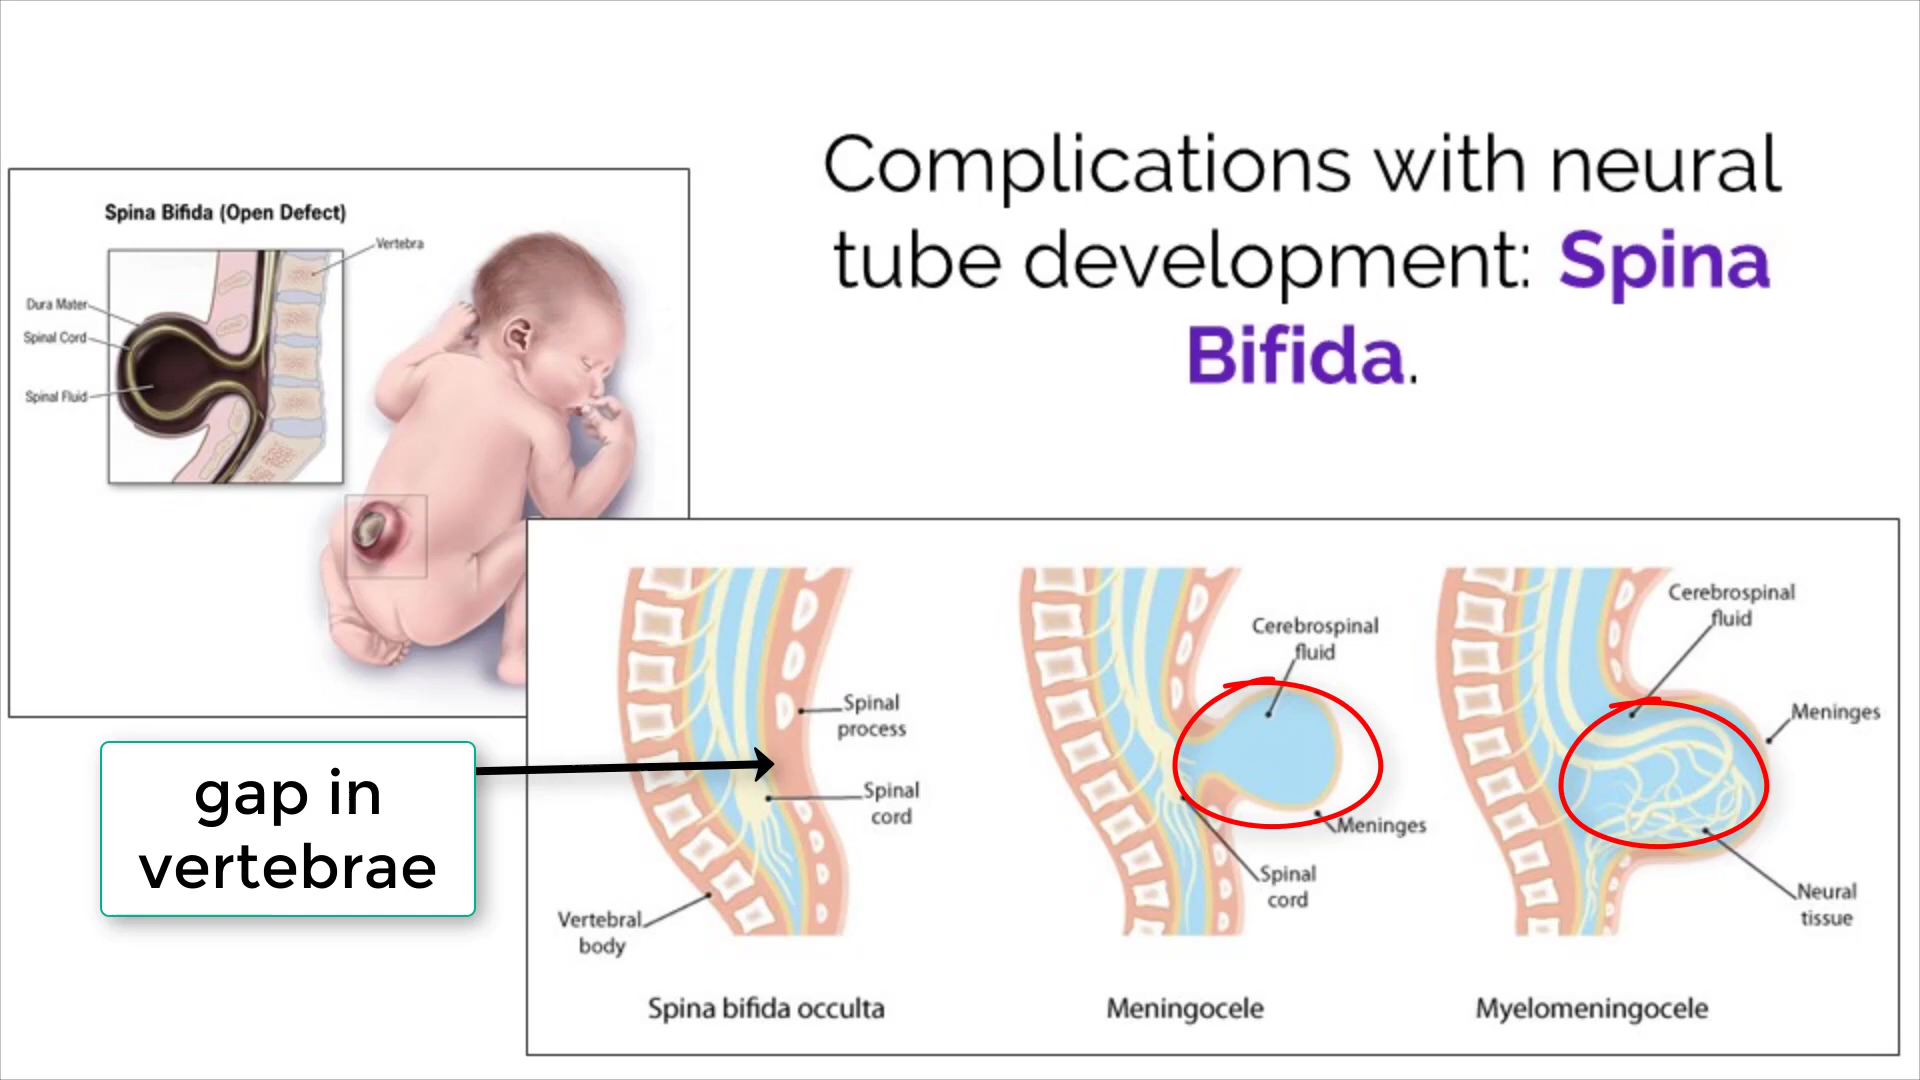 Complications with neural
tube development: Spina
Bifida.
Spina Bifida (Open Defect)
Vertebra
Dura Mater
Spinal Cord
Spinal Fluid
gap in
vertebrae
Spinal
process
Spinal
cord
Vertebral
body
Spina bifida occulta
Cerebrospinal
fluid
Meninges
Spinal
cord
Meningocele
Cerebrospinal
fluid
Meninges
Neural
tissue
Myelomeningocele